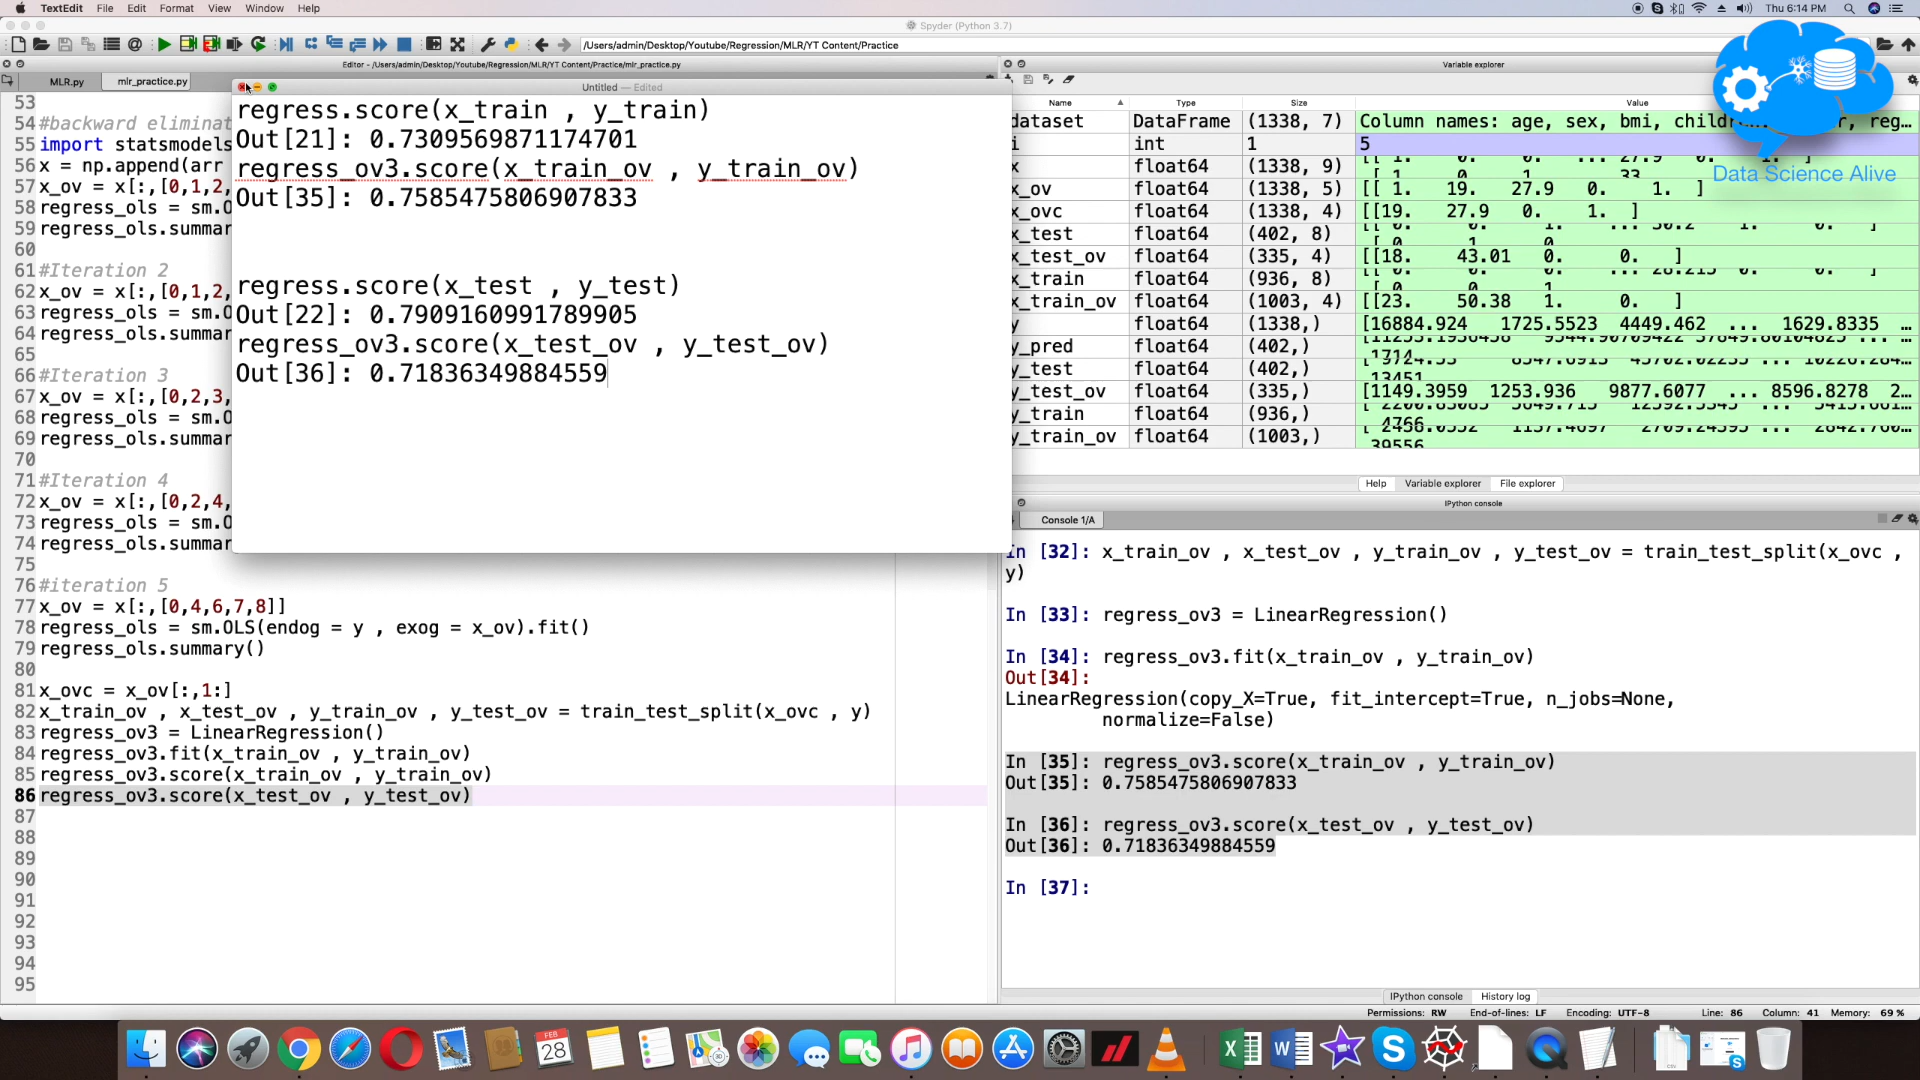 TextEdit File Edit Format View Window Help
Thu 6:14 PM
Spyder (Python 3.7)
/Users/admin/Desktop/Youtube/Regression/MLR/YT Content/Practice
Editor - /Users/admin/Desktop/Youtube/Regression/MLR/YT Content/Practice/mlr_practice.py
MLR.py mlr_practice.py
53
54 #backward eliminat
55 import statsmodels
56 x = np.append(arr
57 x_ov = x[:,[0,1,2,
58 regress_ols = sm.O
59 regress_ols.summar
60
61 #Iteration 2
62 x_ov = x[:,[0,1,2,
63 regress_ols = sm.O
64 regress_ols.summar
65
66 #Iteration 3
67 x_ov = x[:,[0,2,3,
68 regress_ols = sm.O
69 regress_ols.summar
70
71 #Iteration 4
72 x_ov = x[:,[0,2,4,
73 regress_ols = sm.O
74 regress_ols.summar
75
76 #iteration 5
77 x_ov = x[:,[0,4,6,7,8]]
78 regress_ols = sm.OLS(endog = y , exog = x_ov).fit()
79 regress_ols.summary()
80
81 x_ovc = x_ov[:,1:]
82 x_train_ov , x_test_ov , y_train_ov , y_test_ov = train_test_split(x_ovc , y)
83 regress_ov3 = LinearRegression()
84 regress_ov3.fit(x_train_ov , y_train_ov)
85 regress_ov3.score(x_train_ov , y_train_ov)
86 regress_ov3.score(x_test_ov , y_test_ov)
87
88
89
90
91
92
93
94
95
Untitled — Edited
regress.score(x_train , y_train)
Out[21]: 0.7309569871174701
regress_ov3.score(x_train_ov , y_train_ov)
Out[35]: 0.7585475806907833
regress.score(x_test , y_test)
Out[22]: 0.7909160991789905
regress_ov3.score(x_test_ov , y_test_ov)
Out[36]: 0.71836349884559
Variable explorer
Name Type Size Value
dataset DataFrame (1338, 7) Column names: age, sex, bmi, childr
i int 1 5
x float64 (1338, 9)
x_ov float64 (1338, 5) [[ 1. 19. 27.9 0. 1. ]
x_ovc float64 (1338, 4) [[19. 27.9 0. 1. ]
x_test float64 (402, 8)
x_test_ov float64 (335, 4) [[18. 43.01 0. 0. ]
x_train float64 (936, 8)
x_train_ov float64 (1003, 4) [[23. 50.38 1. 0. ]
y float64 (1338,) [16884.924 1725.5523 4449.462 ... 1629.8335 ...
y_pred float64 (402,)
y_test float64 (402,)
y_test_ov float64 (335,) [1149.3959 1253.936 9877.6077 ... 8596.8278 2...
y_train float64 (936,)
y_train_ov float64 (1003,)
Data Science Alive
Help Variable explorer File explorer
IPython console
Console 1/A
In [32]: x_train_ov , x_test_ov , y_train_ov , y_test_ov = train_test_split(x_ovc ,
y)
In [33]: regress_ov3 = LinearRegression()
In [34]: regress_ov3.fit(x_train_ov , y_train_ov)
Out[34]:
LinearRegression(copy_X=True, fit_intercept=True, n_jobs=None,
normalize=False)
In [35]: regress_ov3.score(x_train_ov , y_train_ov)
Out[35]: 0.7585475806907833
In [36]: regress_ov3.score(x_test_ov , y_test_ov)
Out[36]: 0.71836349884559
In [37]:
IPython console History log
Permissions: RW End-of-lines: LF Encoding: UTF-8 Line: 86 Column: 41 Memory: 69 %
FEB
28